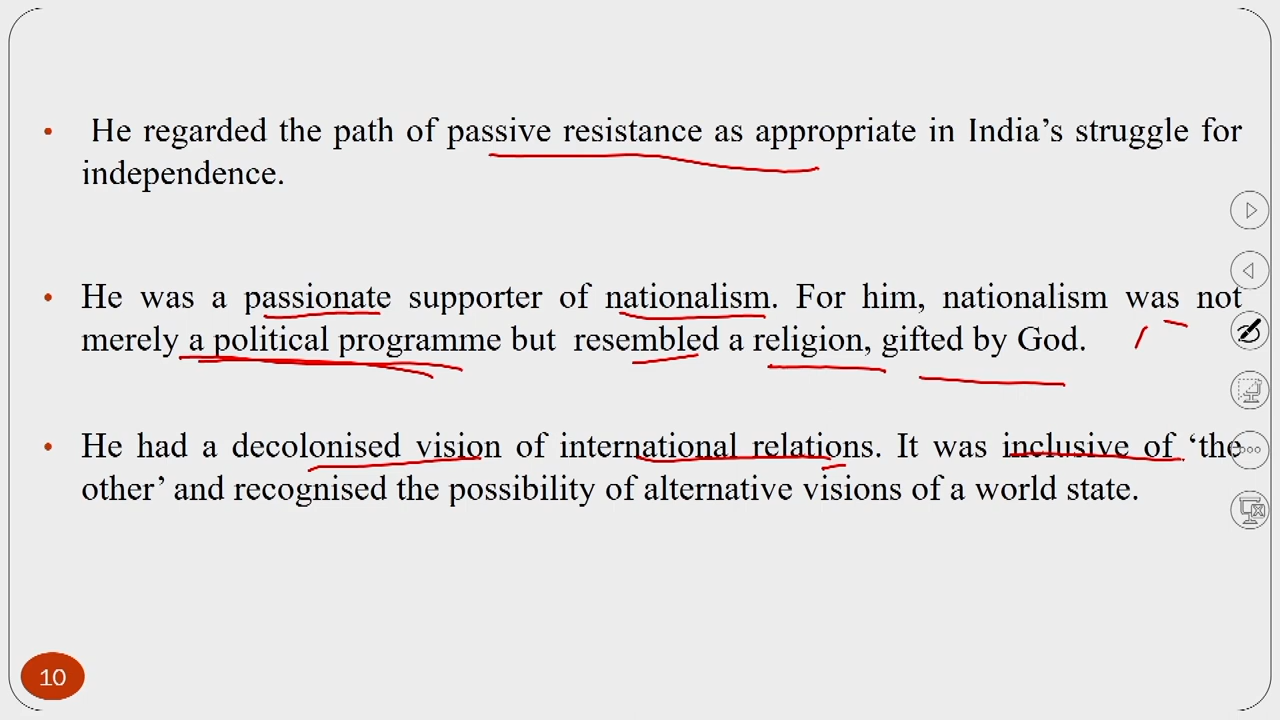 • He regarded the path of passive resistance as appropriate in India’s struggle for
independence.
• He was a passionate supporter of nationalism. For him, nationalism was not
merely a political programme but resembled a religion, gifted by God.
• He had a decolonised vision of international relations. It was inclusive of ‘the
other’ and recognised the possibility of alternative visions of a world state.
10